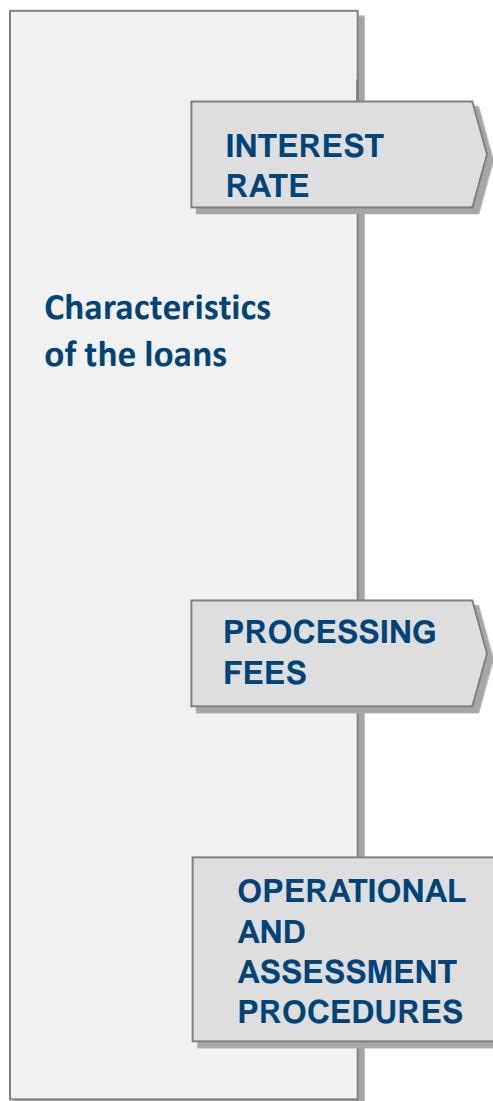 INTEREST
RATE
Characteristics
of the loans
PROCESSING
FEES
OPERATIONAL
AND
ASSESSMENT
PROCEDURES